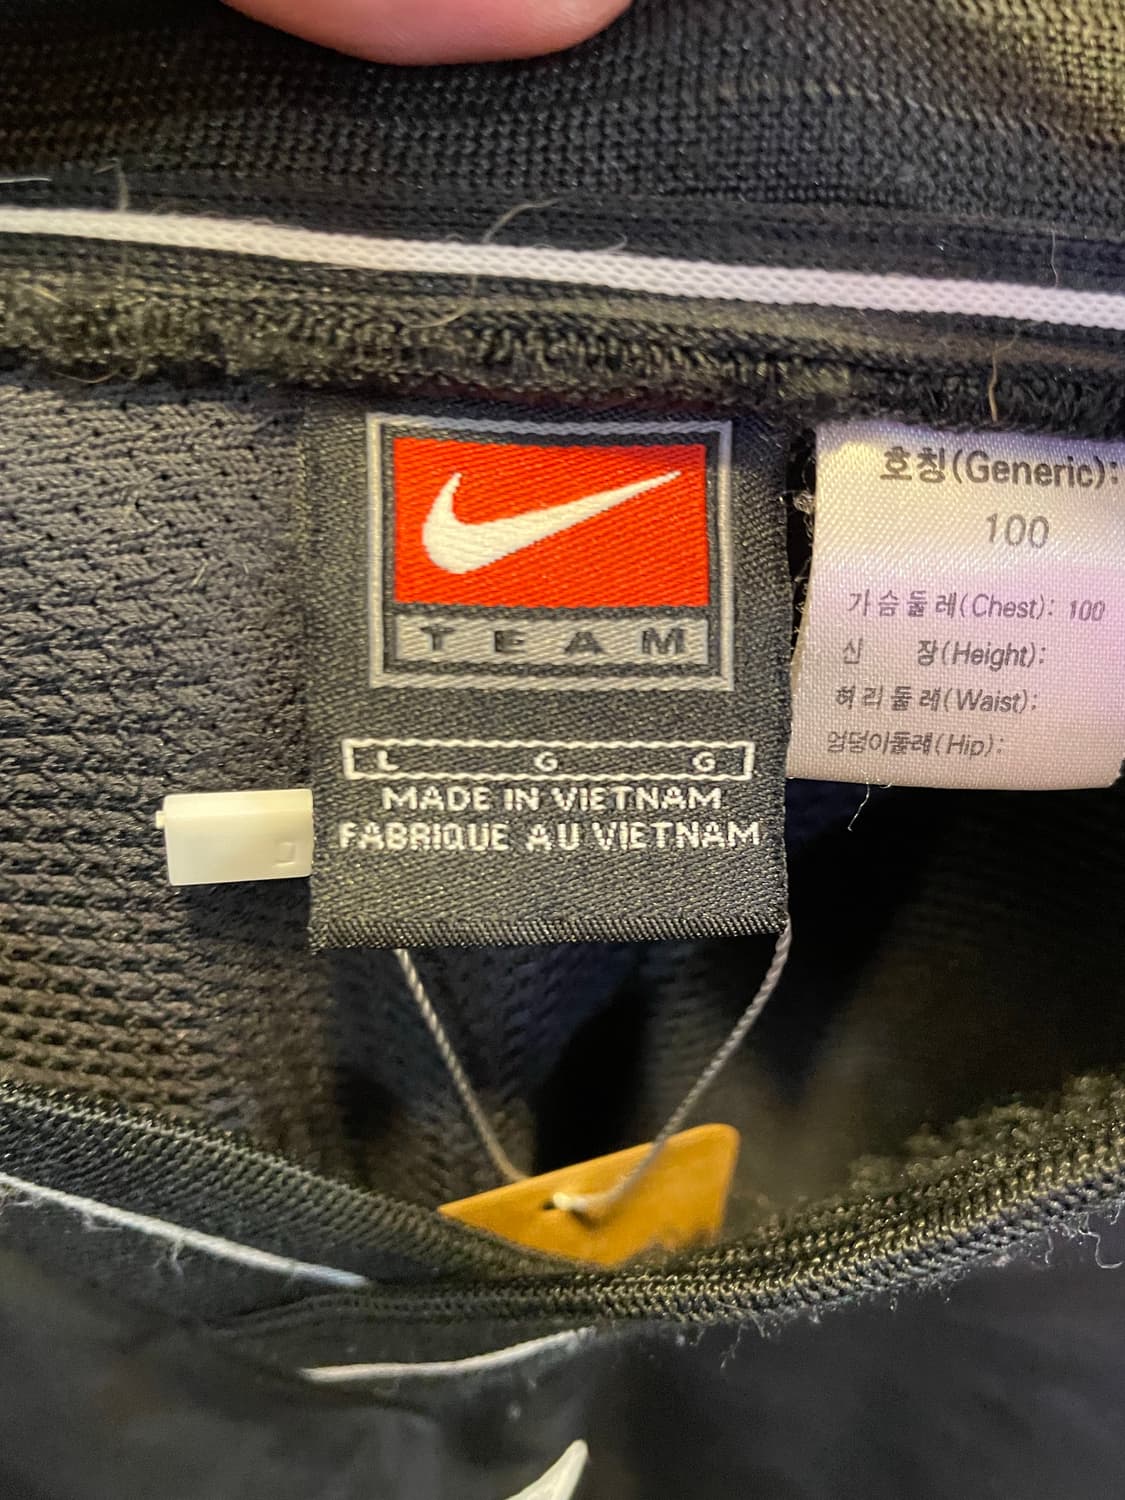 TEAM
L G G
MADE IN VIETNAM
FABRIQUE AU VIETNAM
호칭(Generic):
100
가슴둘레(Chest): 100
신 장(Height):
허리둘레(Waist):
엉덩이둘레(Hip):